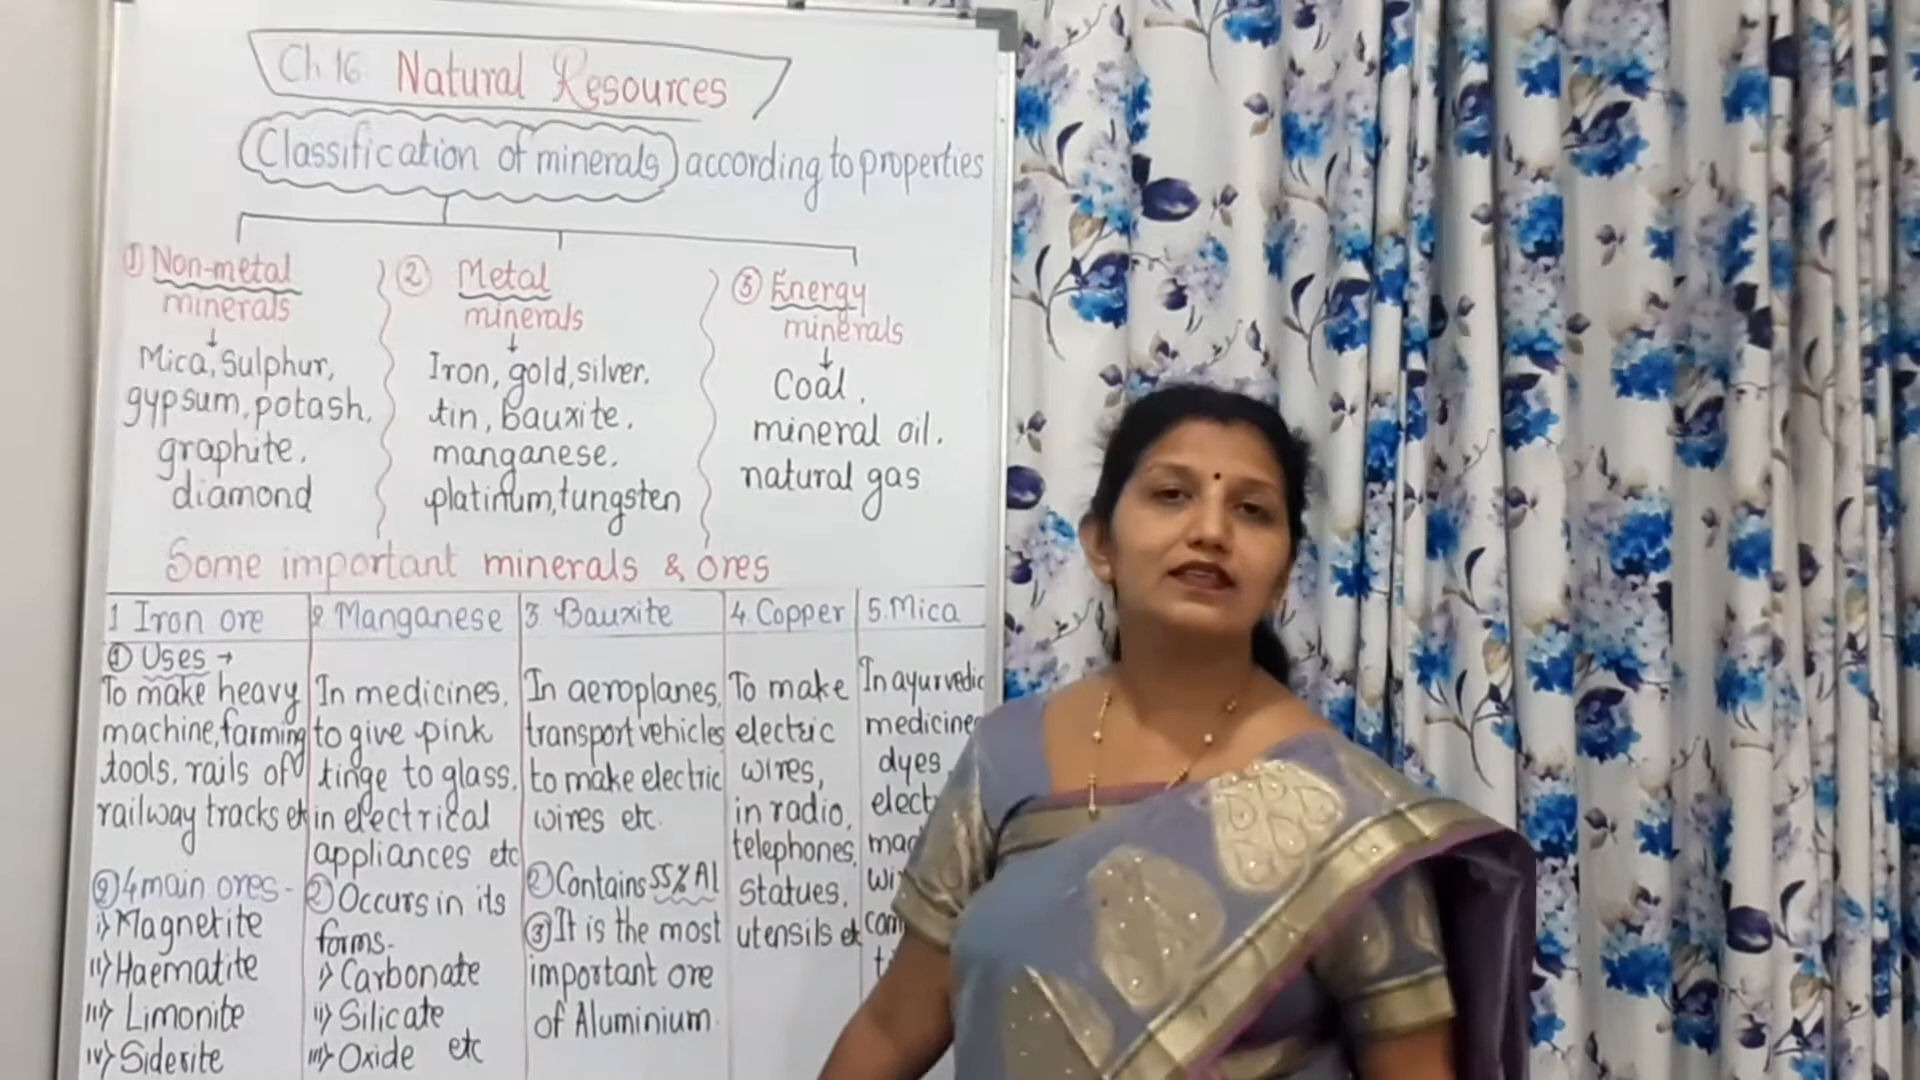 Ch 16 Natural Resources
Classification of minerals according to properties
① Non-metal minerals
↓
Mica, Sulphur,
gypsum, potash,
graphite,
diamond
② Metal minerals
↓
Iron, gold, silver,
tin, bauxite,
manganese,
platinum, tungsten
③ Energy minerals
↓
Coal,
mineral oil,
natural gas
Some important minerals & ores
1 Iron ore
① Uses →
To make heavy
machine, farming
tools, rails of
railway tracks etc
② 4 main ores -
i) Magnetite
ii) Haematite
iii) Limonite
iv) Siderite
2. Manganese
In medicines,
to give pink
tinge to glass,
in electrical
appliances etc
② Occurs in its
forms-
i) Carbonate
ii) Silicate
iii) Oxide etc
3 Bauxite
In aeroplanes,
transport vehicles
to make electric
wires etc.
② Contains 55% Al
③ It is the most
important ore
of Aluminium.
4. Copper
To make
electric
wires,
in radio,
telephones,
Statues,
utensils etc
5. Mica
In ayurvedic
medicines
dyes,